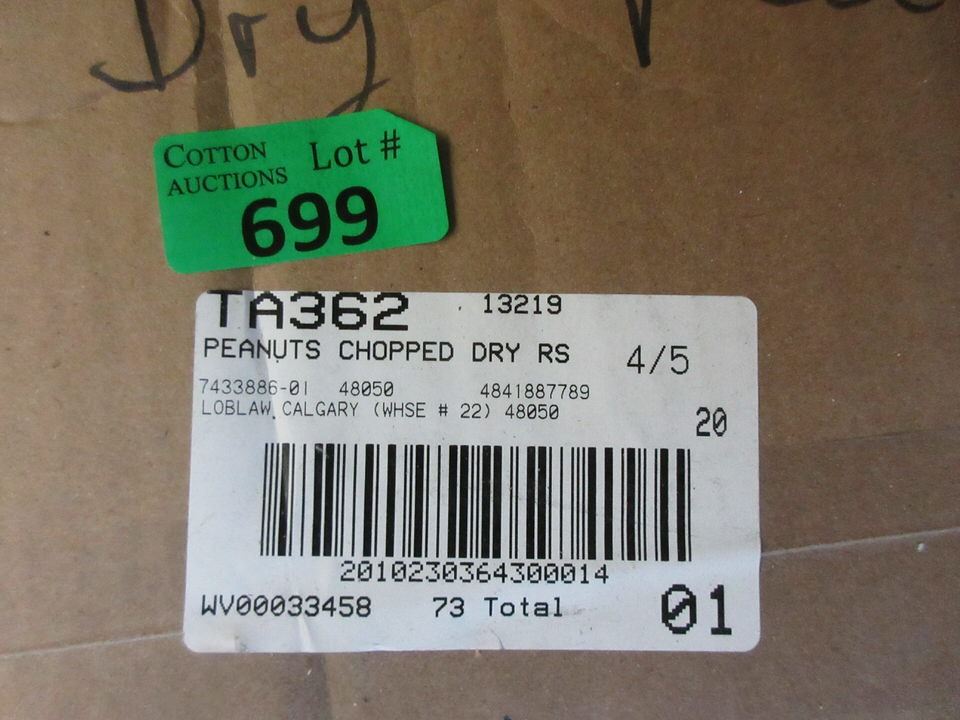 Dry
COTTON AUCTIONS Lot #
699
TA362 13219
PEANUTS CHOPPED DRY RS 4/5
7433886-01 48050 4841887789
LOBLAW CALGARY (WHSE # 22) 48050
20
2010230364300014
WV00033458 73 Total 01